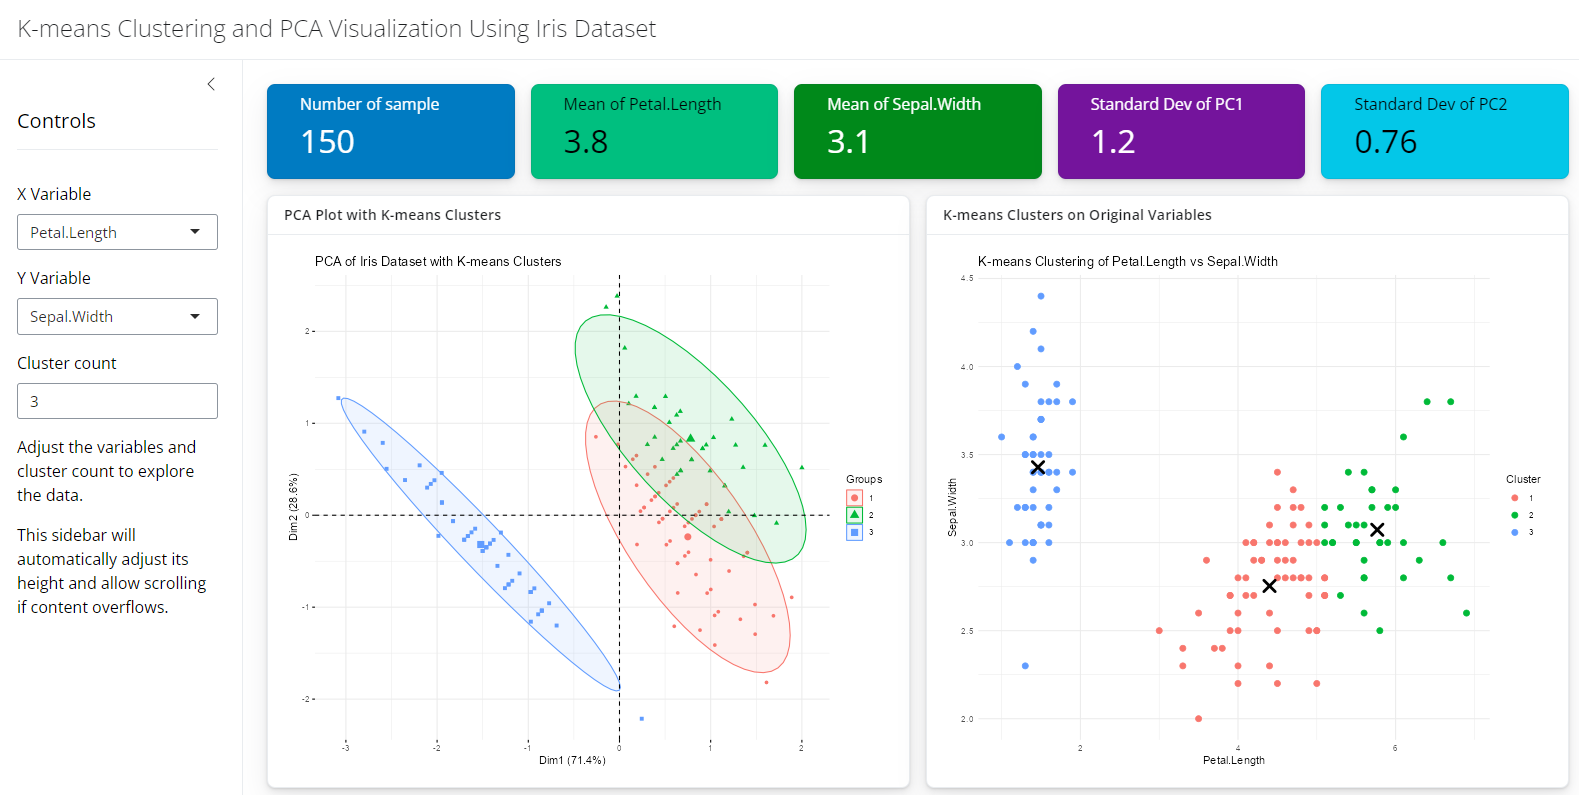 K-means Clustering and PCA Visualization Using Iris Dataset
Controls
X Variable
Petal.Length
Y Variable
Sepal.Width
Cluster count
3
Adjust the variables and
cluster count to explore
the data.
This sidebar will
automatically adjust its
height and allow scrolling
if content overflows.
Number of sample
150
Mean of Petal.Length
3.8
Mean of Sepal.Width
3.1
Standard Dev of PC1
1.2
Standard Dev of PC2
0.76
PCA Plot with K-means Clusters
PCA of Iris Dataset with K-means Clusters
Dim2 (28.6%)
2
1
0
-1
-2
-3
-2
-1
0
1
2
Dim1 (71.4%)
Groups
1
2
3
K-means Clusters on Original Variables
K-means Clustering of Petal.Length vs Sepal.Width
Sepal.Width
4.5
4.0
3.5
3.0
2.5
2.0
2
4
6
Petal.Length
Cluster
1
2
3